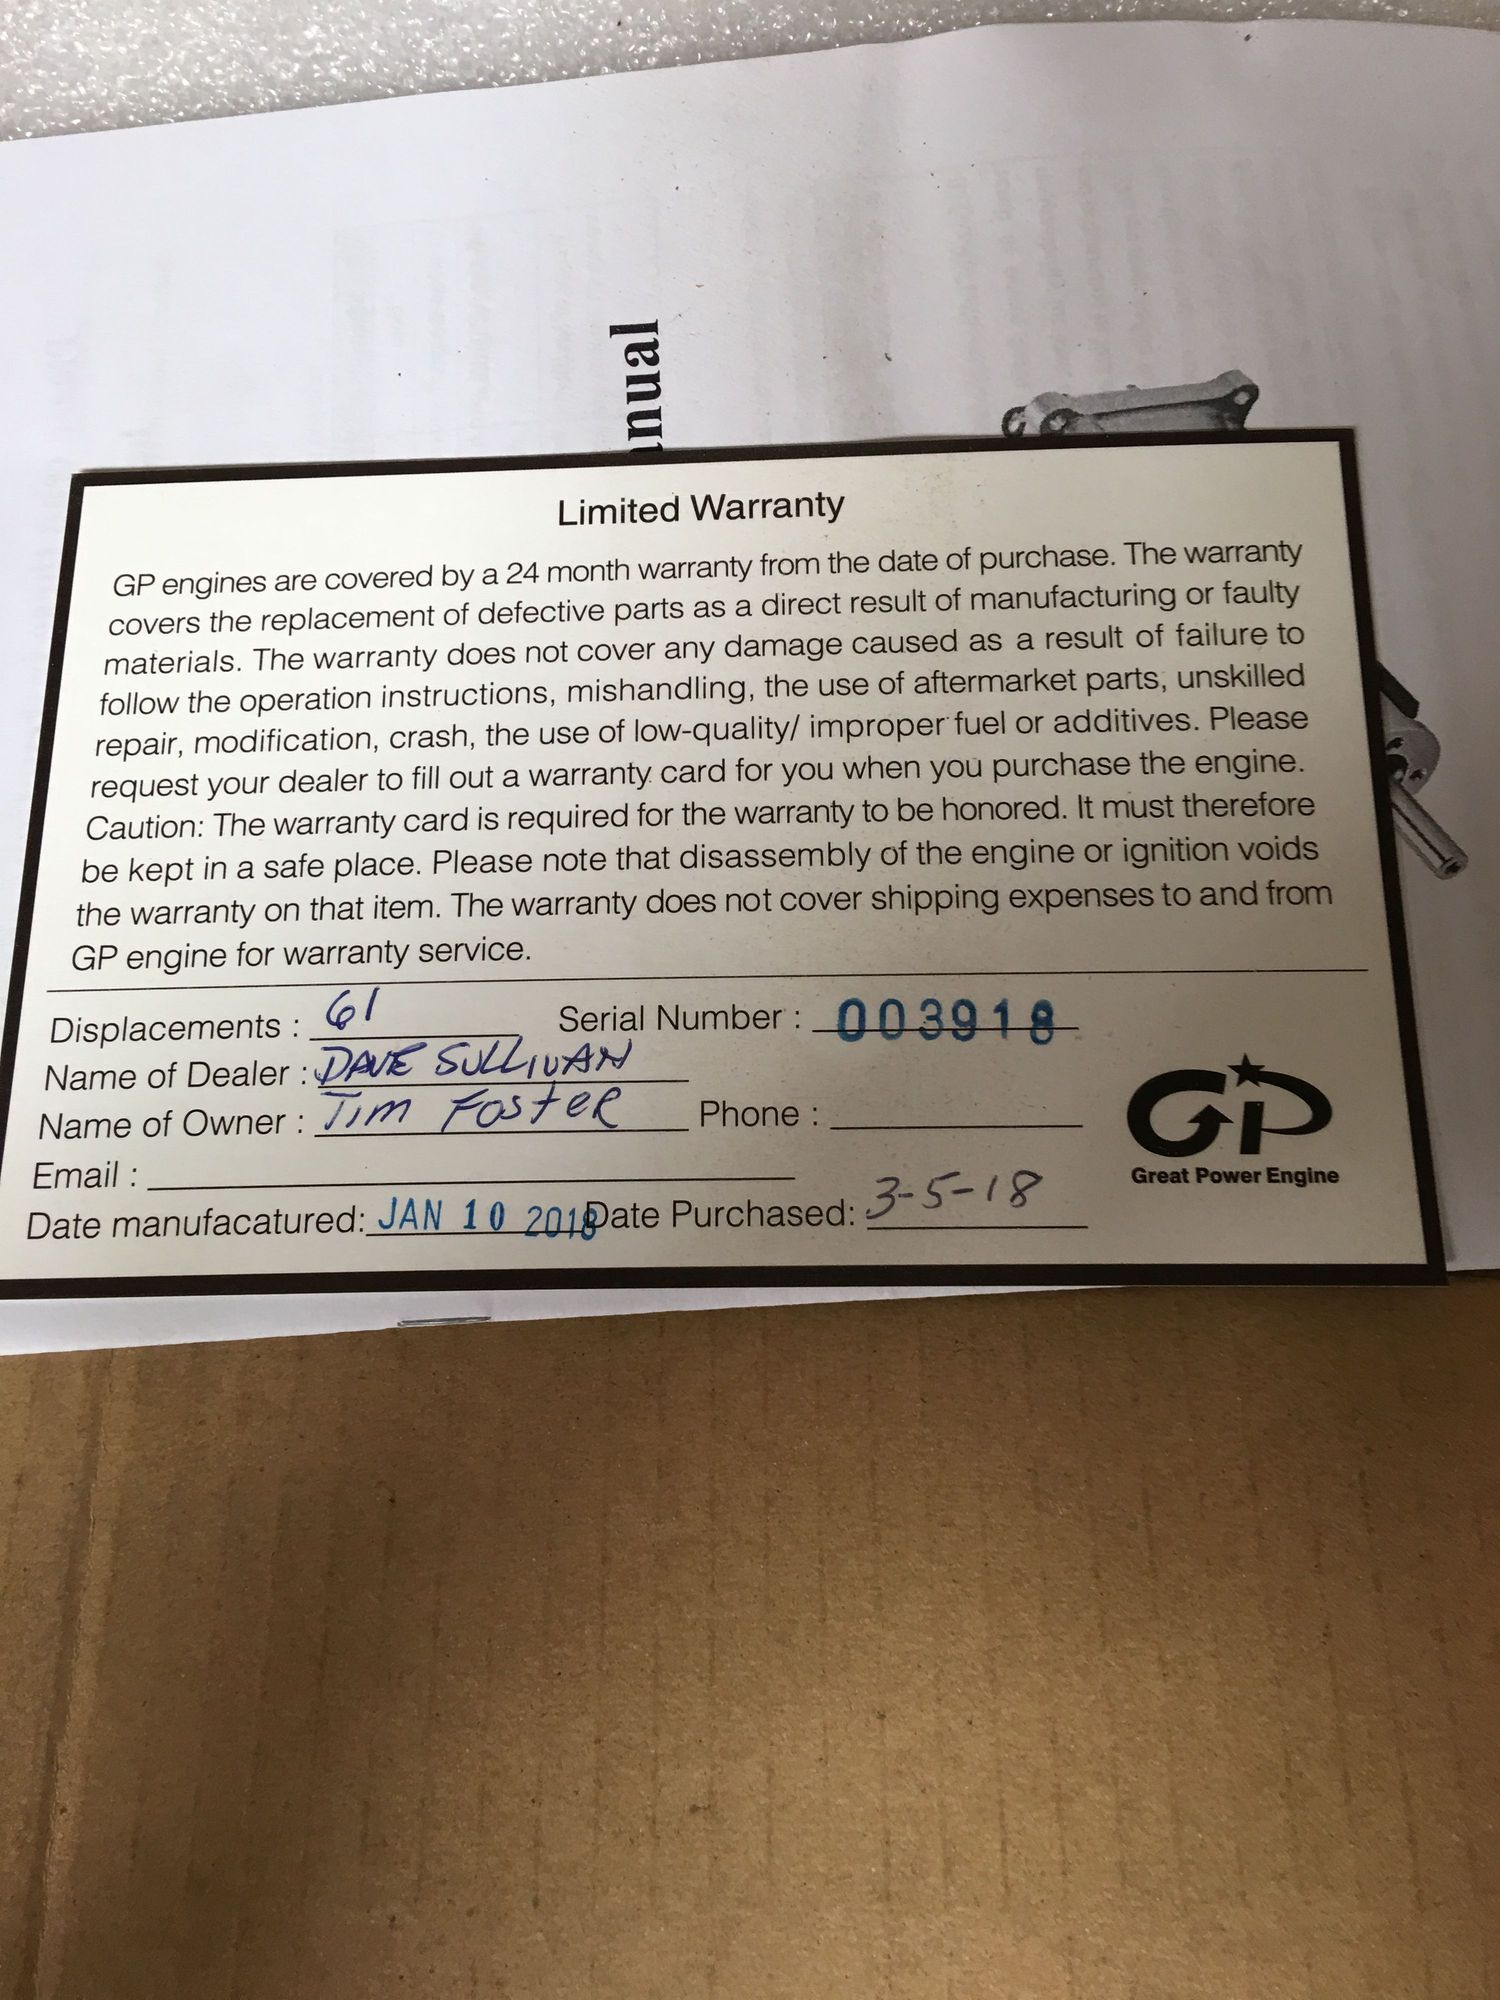 nual
Limited Warranty
GP engines are covered by a 24 month warranty from the date of purchase. The warranty
covers the replacement of defective parts as a direct result of manufacturing or faulty
materials. The warranty does not cover any damage caused as a result of failure to
follow the operation instructions, mishandling, the use of aftermarket parts, unskilled
repair, modification, crash, the use of low-quality/ improper fuel or additives. Please
request your dealer to fill out a warranty card for you when you purchase the engine.
Caution: The warranty card is required for the warranty to be honored. It must therefore
be kept in a safe place. Please note that disassembly of the engine or ignition voids
the warranty on that item. The warranty does not cover shipping expenses to and from
GP engine for warranty service.
Displacements : 61 Serial Number : 003918
Name of Dealer : DAVE SULLIVAN
Name of Owner : Tim Foster Phone :
Email :
Date manufacatured: JAN 10 2018 Date Purchased: 3-5-18
GP
Great Power Engine